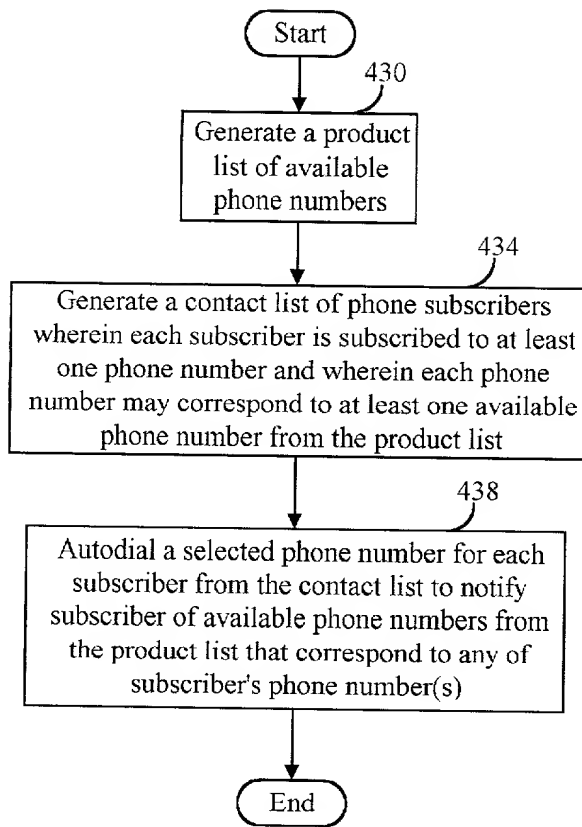 Start
430
Generate a product
list of available
phone numbers
434
Generate a contact list of phone subscribers
wherein each subscriber is subscribed to at least
one phone number and wherein each phone
number may correspond to at least one available
phone number from the product list
438
Autodial a selected phone number for each
subscriber from the contact list to notify
subscriber of available phone numbers from
the product list that correspond to any of
subscriber's phone number(s)
End